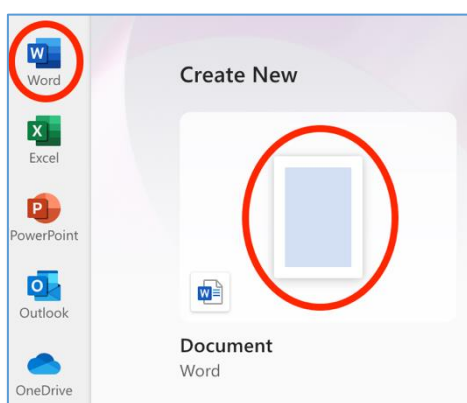 W
Word
X
Excel
P
PowerPoint
O
Outlook
OneDrive
Create New
W
Document
Word